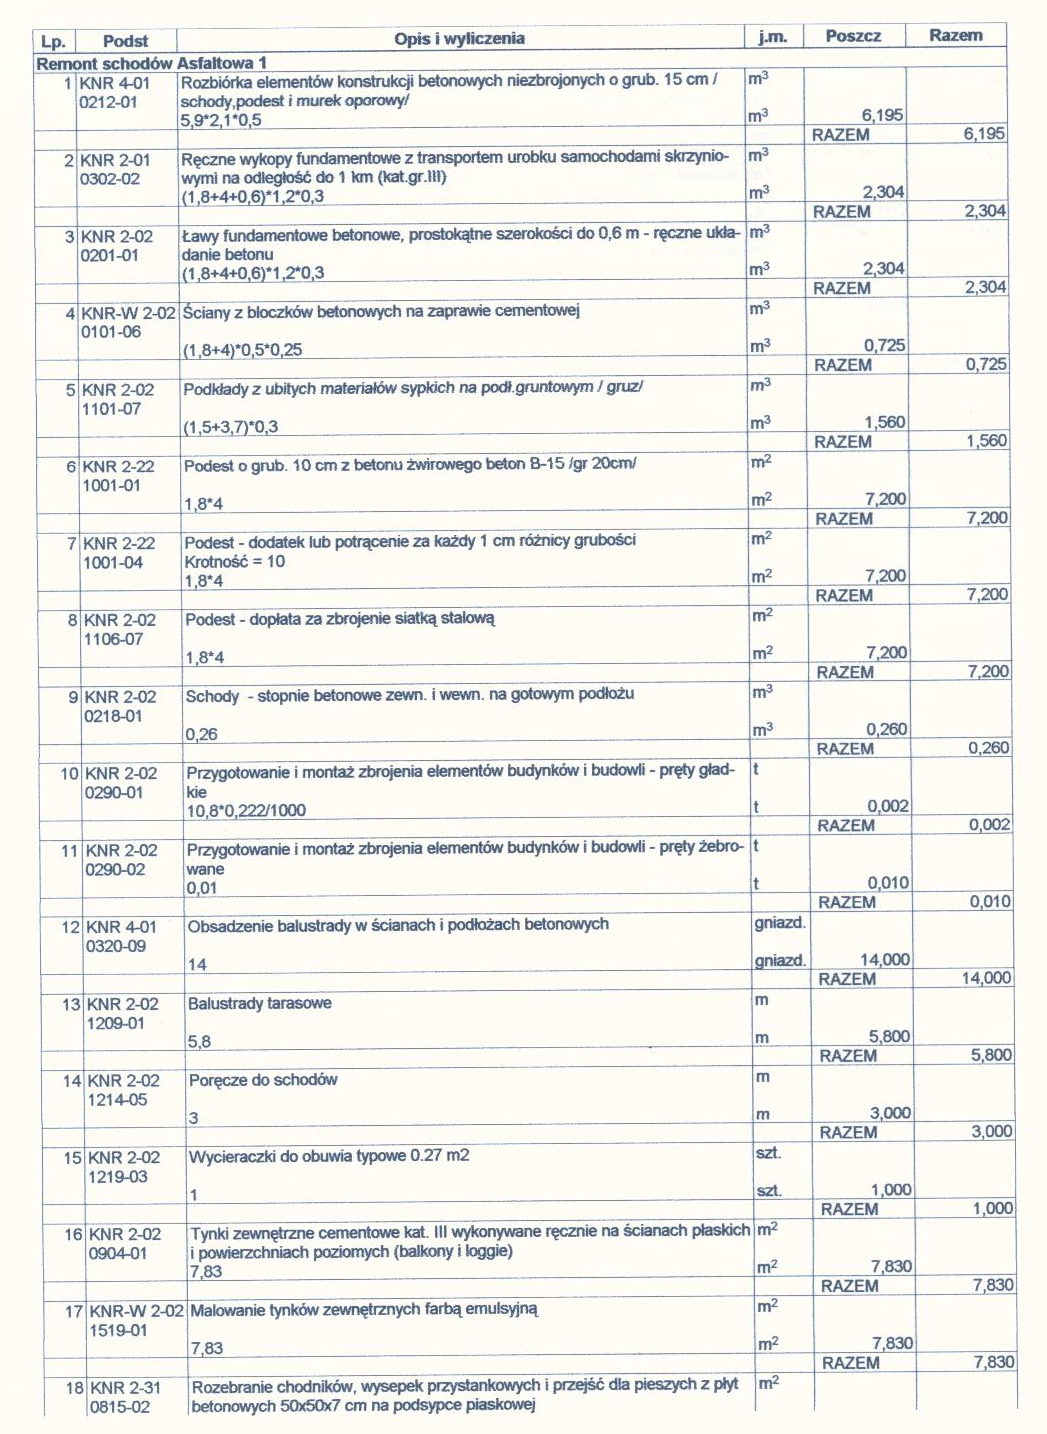 Lp. Podst Opis i wyliczenia j.m. Poszcz Razem
Remont schodów Asfaltowa 1
1 KNR 4-01 Rozbiórka elementów konstrukcji betonowych niezbrojonych o grub. 15 cm / m3
0212-01 schody,podest i murek oporowy/
5,9*2,1*0,5 m3 6,195
RAZEM 6,195
2 KNR 2-01 Ręczne wykopy fundamentowe z transportem urobku samochodami skrzynio- m3
0302-02 wymi na odległość do 1 km (kat.gr.III)
(1,8+4+0,6)*1,2*0,3 m3 2,304
RAZEM 2,304
3 KNR 2-02 Ławy fundamentowe betonowe, prostokątne szerokości do 0,6 m - ręczne ukła- m3
0201-01 danie betonu
(1,8+4+0,6)*1,2*0,3 m3 2,304
RAZEM 2,304
4 KNR-W 2-02 Ściany z bloczków betonowych na zaprawie cementowej m3
0101-06
(1,8+4)*0,5*0,25 m3 0,725
RAZEM 0,725
5 KNR 2-02 Podkłady z ubitych materiałów sypkich na podł.gruntowym / gruz/ m3
1101-07
(1,5+3,7)*0,3 m3 1,560
RAZEM 1,560
6 KNR 2-22 Podest o grub. 10 cm z betonu żwirowego beton B-15 /gr 20cm/ m2
1001-01
1,8*4 m2 7,200
RAZEM 7,200
7 KNR 2-22 Podest - dodatek lub potrącenie za każdy 1 cm różnicy grubości m2
1001-04 Krotność = 10
1,8*4 m2 7,200
RAZEM 7,200
8 KNR 2-02 Podest - dopłata za zbrojenie siatką stalową m2
1106-07
1,8*4 m2 7,200
RAZEM 7,200
9 KNR 2-02 Schody - stopnie betonowe zewn. i wewn. na gotowym podłożu m3
0218-01
0,26 m3 0,260
RAZEM 0,260
10 KNR 2-02 Przygotowanie i montaż zbrojenia elementów budynków i budowli - pręty gład- t
0290-01 kie
10,8*0,222/1000 t 0,002
RAZEM 0,002
11 KNR 2-02 Przygotowanie i montaż zbrojenia elementów budynków i budowli - pręty żebro- t
0290-02 wane
0,01 t 0,010
RAZEM 0,010
12 KNR 4-01 Obsadzenie balustrady w ścianach i podłożach betonowych gniazd.
0320-09
14 gniazd. 14,000
RAZEM 14,000
13 KNR 2-02 Balustrady tarasowe m
1209-01
5,8 m 5,800
RAZEM 5,800
14 KNR 2-02 Poręcze do schodów m
1214-05
3 m 3,000
RAZEM 3,000
15 KNR 2-02 Wycieraczki do obuwia typowe 0.27 m2 szt.
1219-03
1 szt. 1,000
RAZEM 1,000
16 KNR 2-02 Tynki zewnętrzne cementowe kat. III wykonywane ręcznie na ścianach płaskich m2
0904-01 i powierzchniach poziomych (balkony i loggie)
7,83 m2 7,830
RAZEM 7,830
17 KNR-W 2-02 Malowanie tynków zewnętrznych farbą emulsyjną m2
1519-01
7,83 m2 7,830
RAZEM 7,830
18 KNR 2-31 Rozebranie chodników, wysepek przystankowych i przejść dla pieszych z płyt m2
0815-02 betonowych 50x50x7 cm na podsypce piaskowej